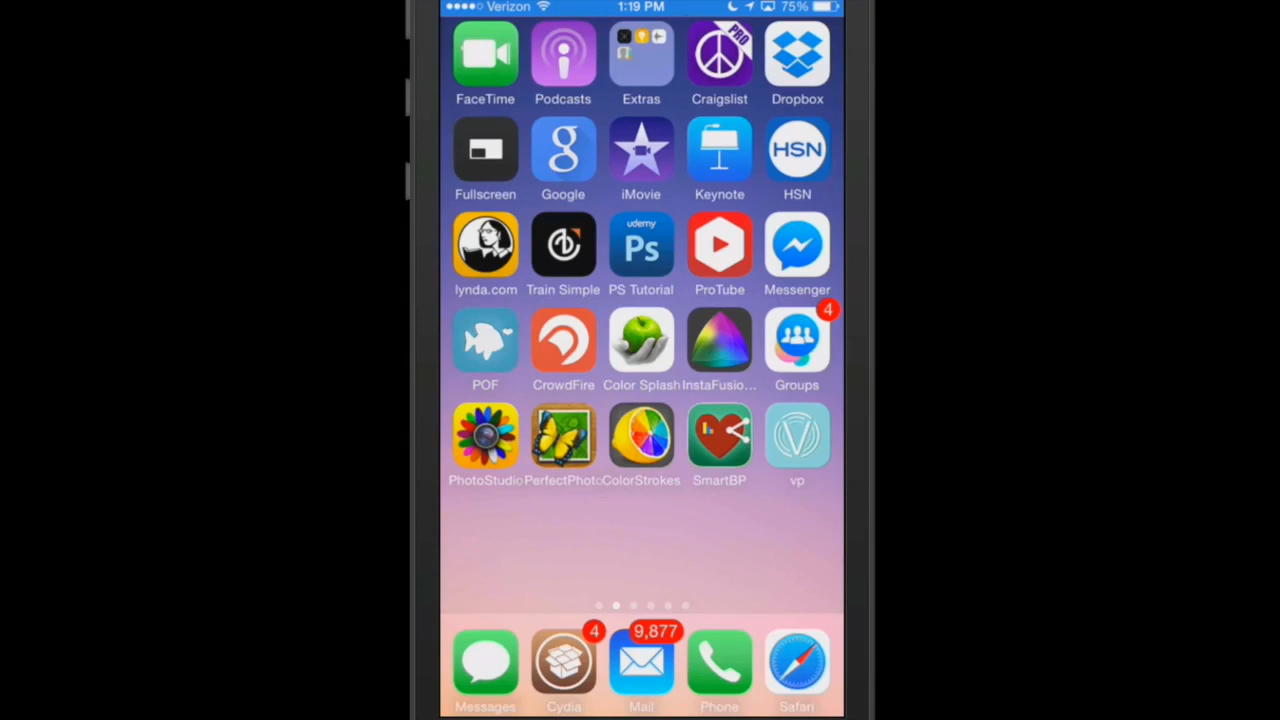 Verizon 1:19 PM 75%
PRO
FaceTime Podcasts Extras Craigslist Dropbox
g HSN
Fullscreen Google iMovie Keynote HSN
udemy
Ps
lynda.com Train Simple PS Tutorial ProTube Messenger
4
POF CrowdFire Color Splash InstaFusio... Groups
V
PhotoStudio PerfectPhoto ColorStrokes SmartBP vp
4 9,877
Messages Cydia Mail Phone Safari